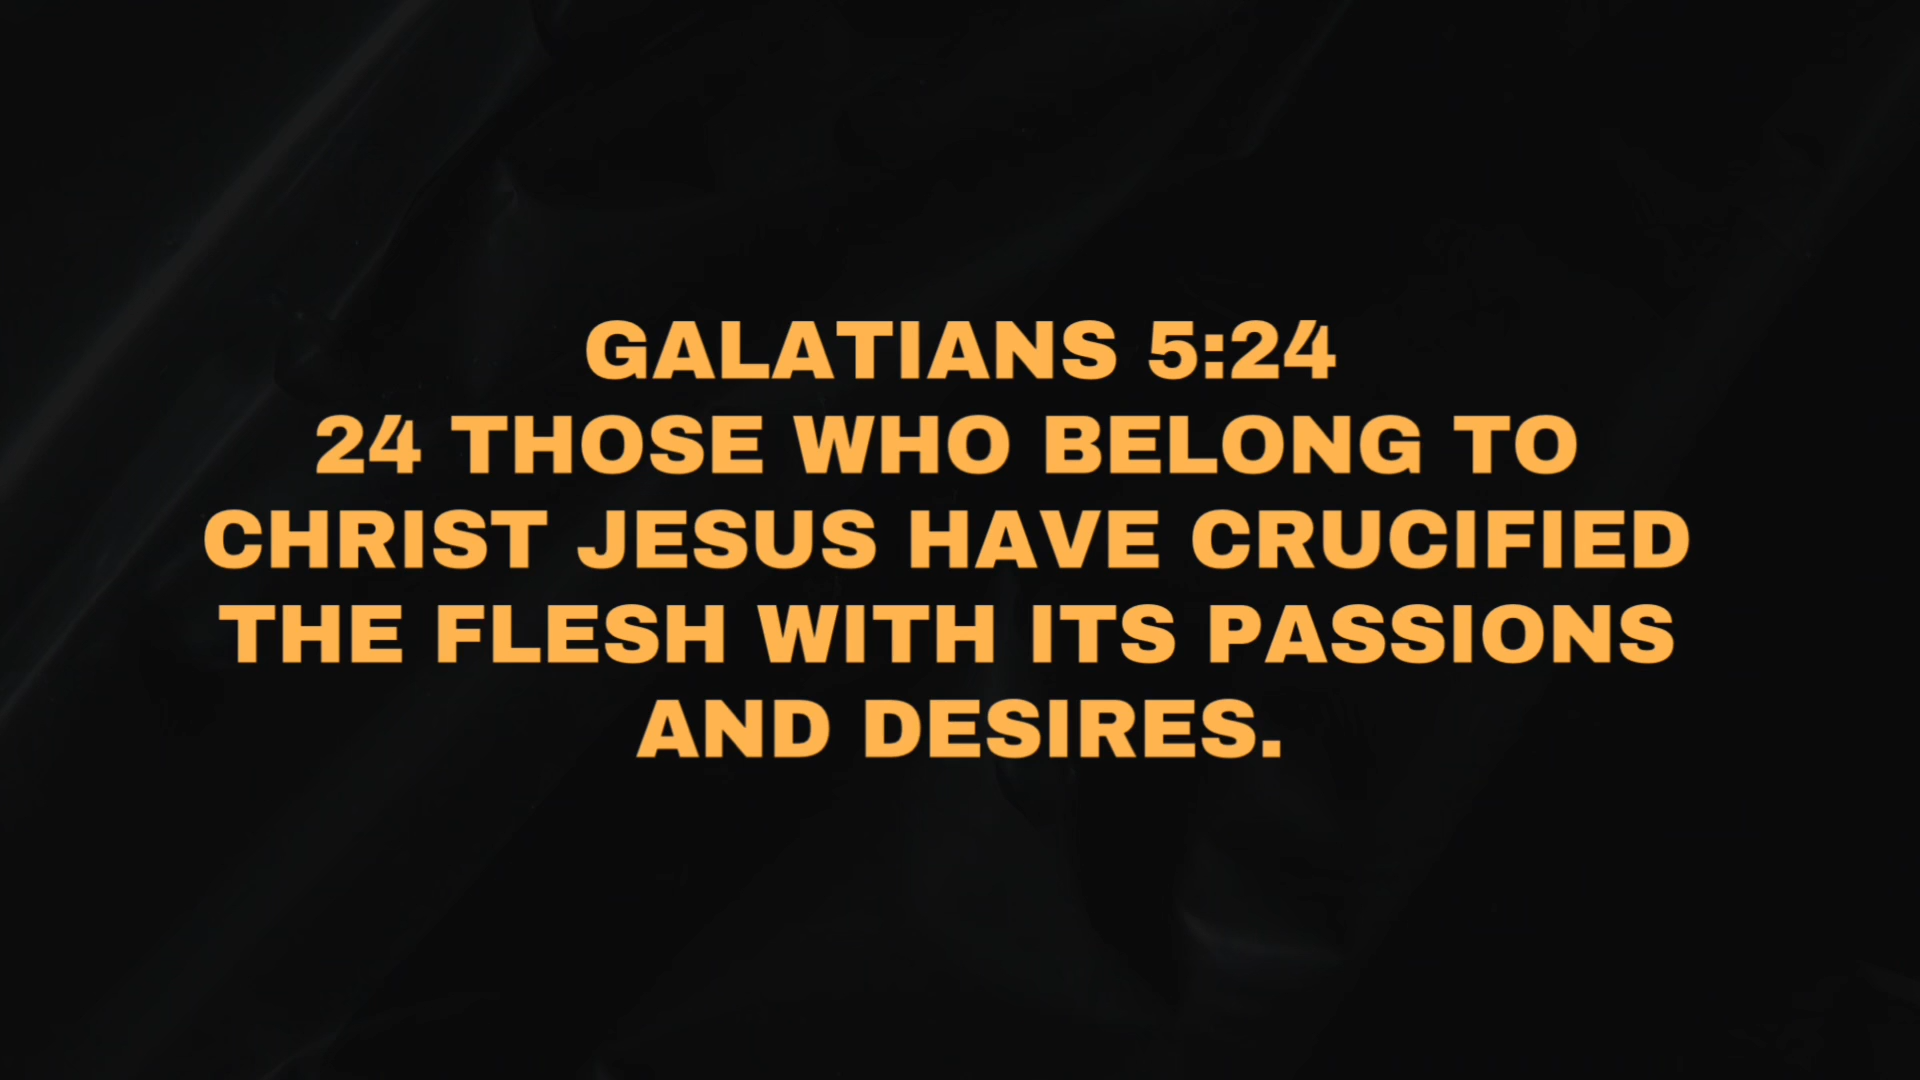 GALATIANS 5:24
24 THOSE WHO BELONG TO
CHRIST JESUS HAVE CRUCIFIED
THE FLESH WITH ITS PASSIONS
AND DESIRES.